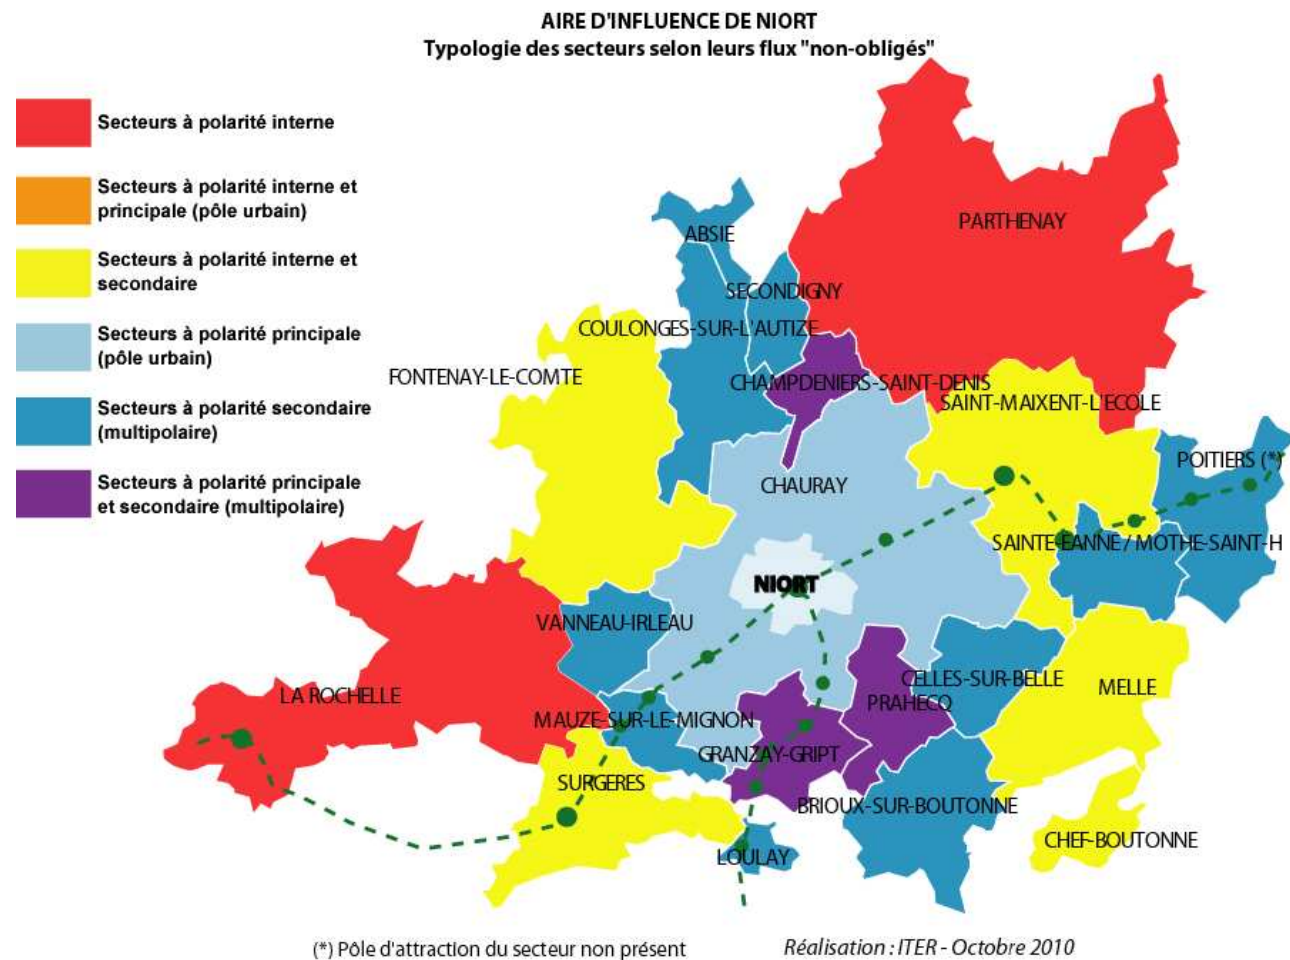 AIRE D'INFLUENCE DE NIORT
Typologie des secteurs selon leurs flux "non-obligés"
Secteurs à polarité interne
Secteurs à polarité interne et
principale (pôle urbain)
Secteurs à polarité interne et
secondaire
Secteurs à polarité principale
(pôle urbain)
Secteurs à polarité secondaire
(multipolaire)
Secteurs à polarité principale
et secondaire (multipolaire)
PARTHENAY
ABSIE
SECONDIGNY
COULONGES-SUR-L'AUTIZE
FONTENAY-LE-COMTE
CHAMPDENIERS-SAINT-DENIS
SAINT-MAIXENT-L'ECOLE
POITIERS (*)
CHAURAY
SAINTE-EANNE / MOTHE-SAINT-H
NIORT
VANNEAU-IRLEAU
CELLES-SUR-BELLE
MELLE
LA ROCHELLE
PRAHECQ
MAUZE-SUR-LE-MIGNON
GRANZAY-GRIPT
SURGERES
BRIOUX-SUR-BOUTONNE
CHEF-BOUTONNE
LOULAY
(*) Pôle d'attraction du secteur non présent
Réalisation : ITER - Octobre 2010